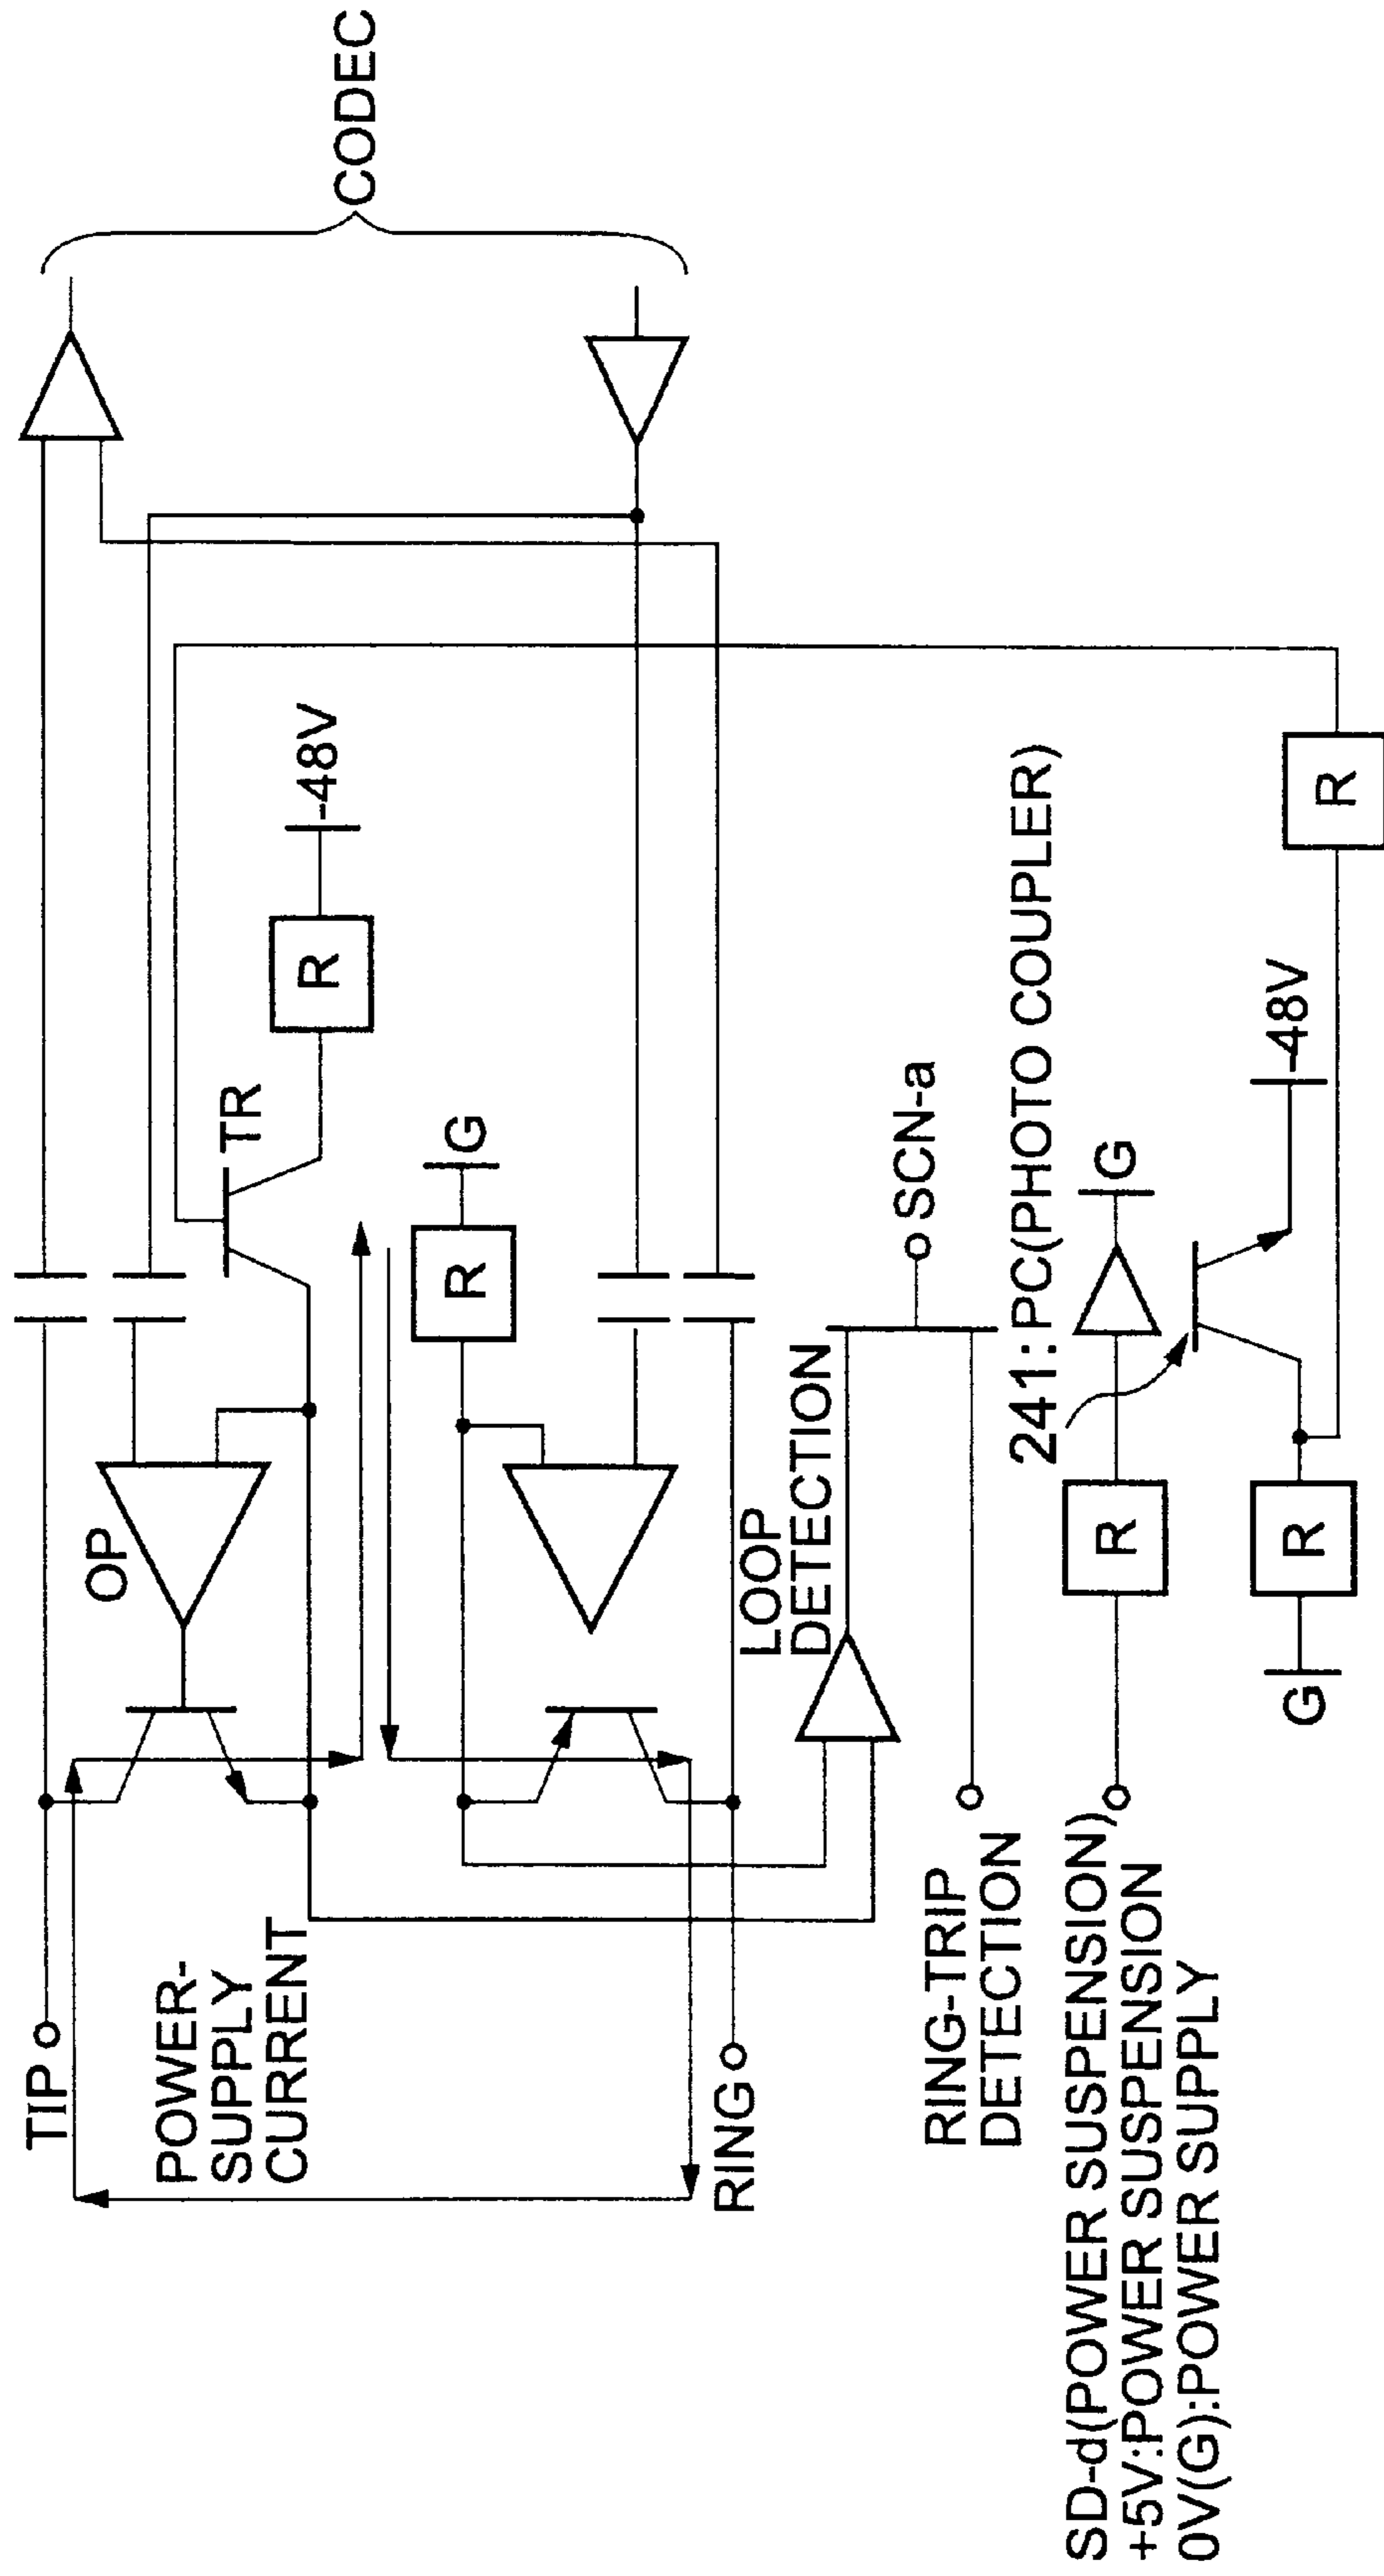 CODEC
TIP
OP
TR
R
-48V
POWER-
SUPPLY
CURRENT
R
G
RING
LOOP
DETECTION
SCN-a
RING-TRIP
DETECTION
241: PC(PHOTO COUPLER)
SD-d(POWER SUSPENSION)
+5V:POWER SUSPENSION
0V(G):POWER SUPPLY
R
G
G
R
-48V
R